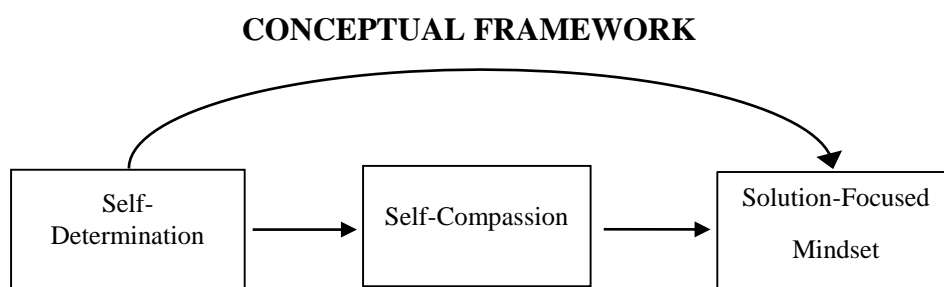 CONCEPTUAL FRAMEWORK
Self-
Determination
Self-Compassion
Solution-Focused
Mindset